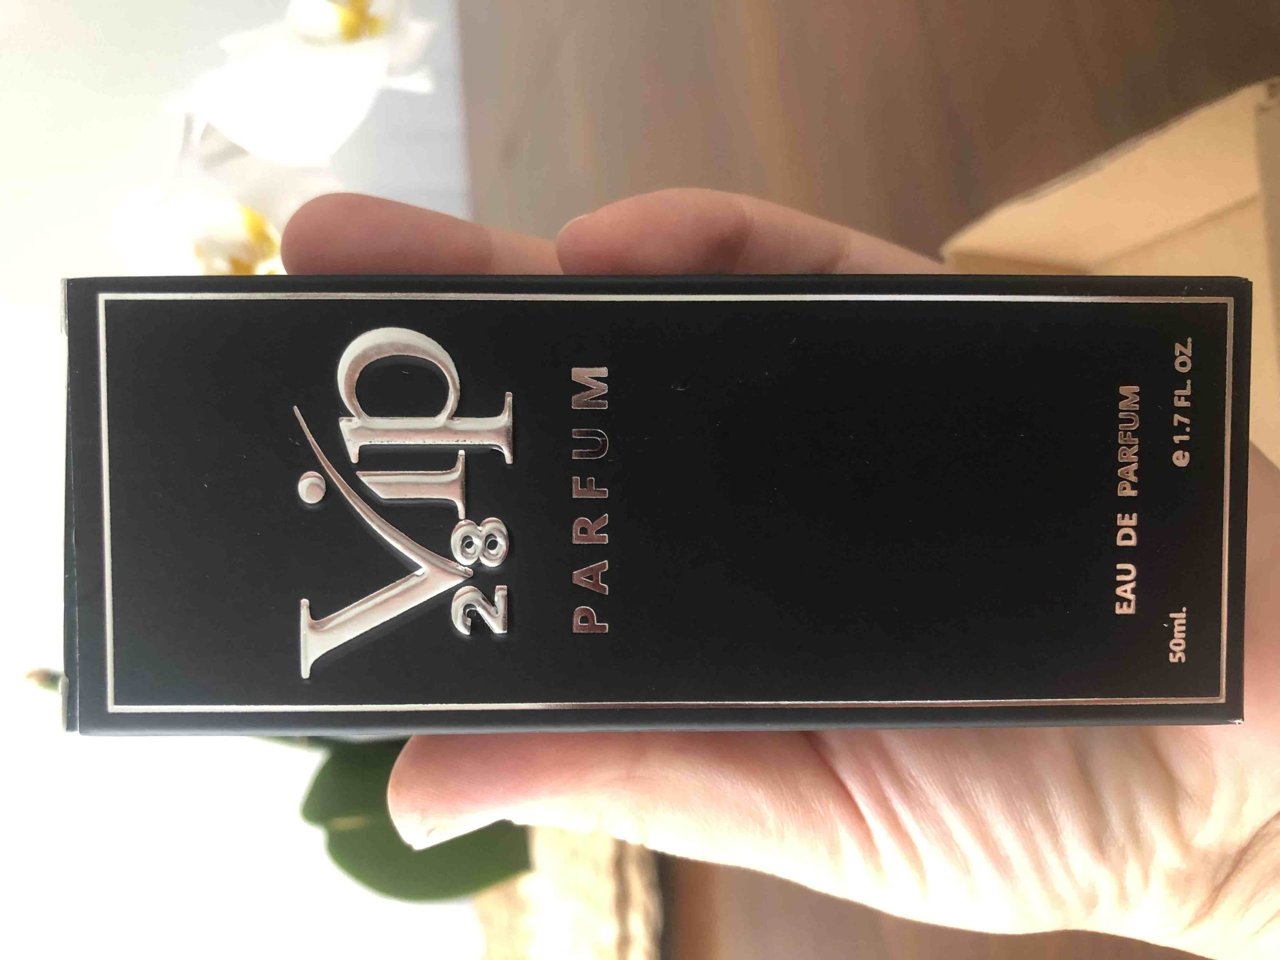 Vip
28
PARFUM
EAU DE PARFUM
50ml. e 1.7 FL. OZ.